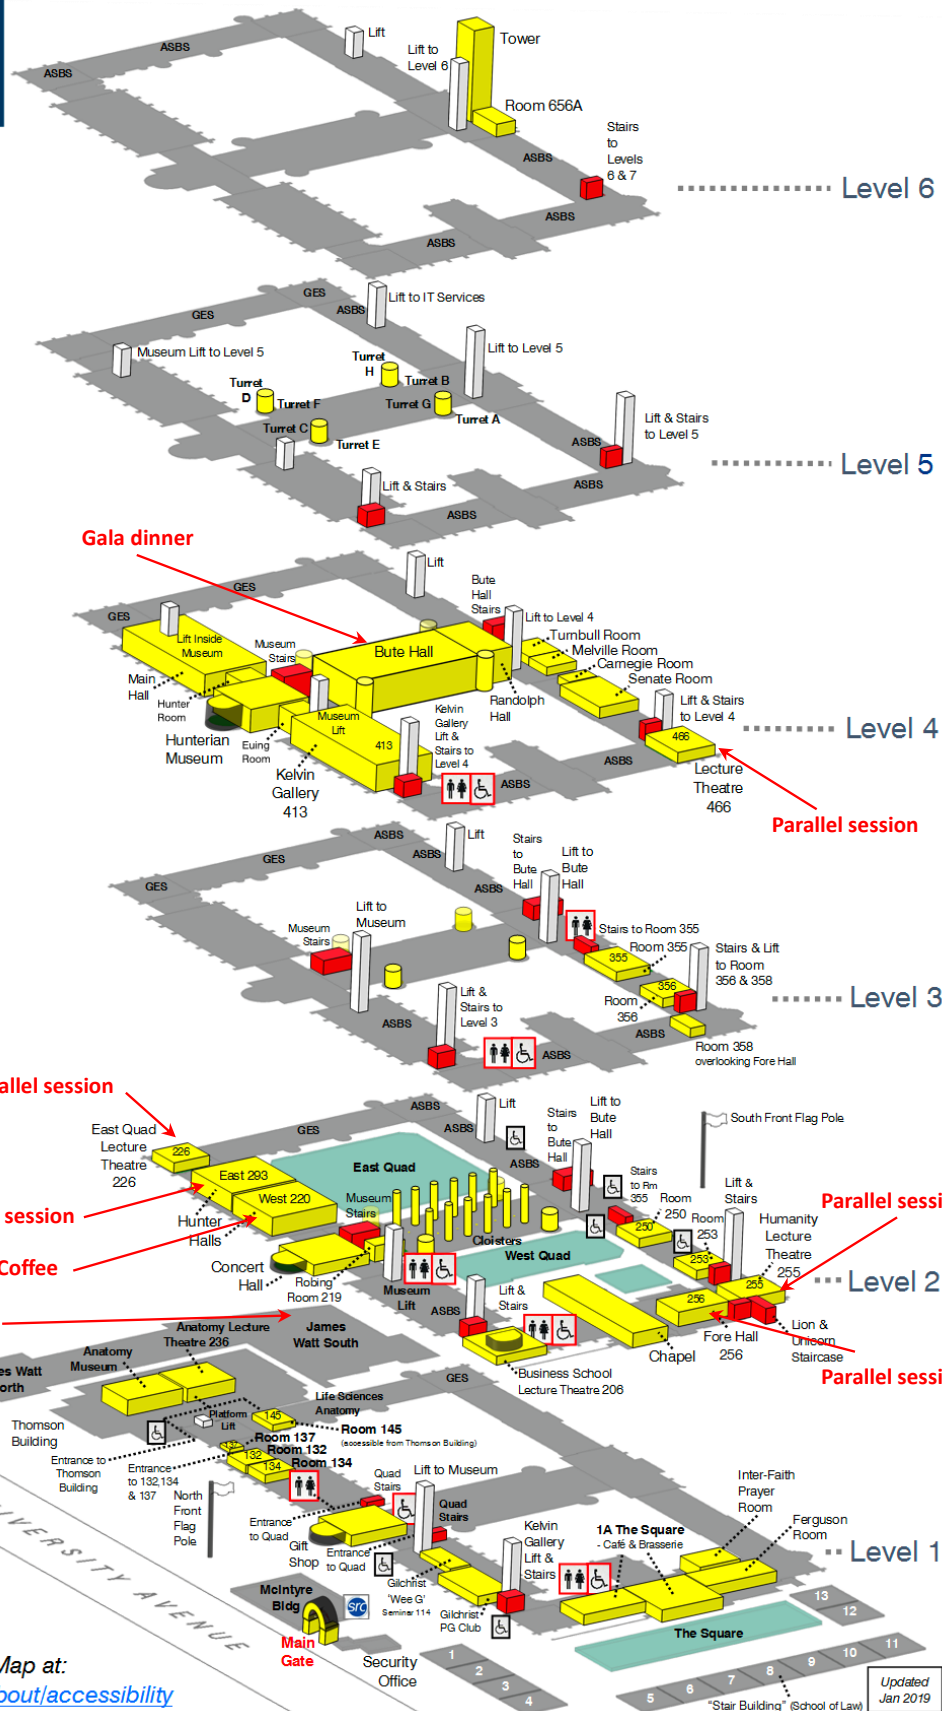 Lift
ASBS
ASBS
Lift to
Level 6
Tower
Room 656A
Stairs
to
Levels
6 & 7
ASBS
ASBS
ASBS
Level 6
GES
GES
ASBS
Lift to IT Services
Museum Lift to Level 5
Lift to Level 5
Turret
H
Turret B
Turret
D
Turret F
Turret G
Turret A
Turret C
Turret E
Lift & Stairs
to Level 5
ASBS
ASBS
Lift & Stairs
ASBS
Level 5
Gala dinner
Lift
GES
GES
Bute
Hall
Stairs
Lift to Level 4
Turnbull Room
Melville Room
Carnegie Room
Senate Room
Lift Inside
Museum
Museum
Stairs
Bute Hall
Main
Hall
Hunter
Room
Randolph
Hall
Lift & Stairs
to Level 4
Museum
Lift
Kelvin
Gallery
Lift &
Stairs to
Level 4
Hunterian
Museum
Euing
Room
413
466
Level 4
Kelvin
Gallery
413
ASBS
ASBS
Lecture
Theatre
466
Parallel session
ASBS
Lift
ASBS
GES
GES
ASBS
Stairs
to
Bute
Hall
Lift to
Bute
Hall
Lift to
Museum
Museum
Stairs
Stairs to Room 355
Room 355
355
Stairs & Lift
to Room
356 & 358
356
Room
356
Lift &
Stairs to
Level 3
ASBS
ASBS
ASBS
Room 358
overlooking Fore Hall
Level 3
allel session
ASBS
Lift
ASBS
GES
ASBS
Lift to
Bute
Hall
Stairs
to
Bute
Hall
South Front Flag Pole
East Quad
Lecture
Theatre
226
226
East 293
West 220
East Quad
Stairs
to Rm
355
Room
250
250
Lift &
Stairs
session
Hunter
Halls
Museum
Stairs
Cloisters
West Quad
Room
253
253
Humanity
Lecture
Theatre
255
255
Parallel sessi
Coffee
Concert
Hall
Robing
Room 219
Museum
Lift
Lift &
Stairs
ASBS
256
Level 2
Fore Hall
256
Lion &
Unicorn
Staircase
Chapel
Business School
Lecture Theatre 206
Parallel sessi
James
Watt South
Anatomy Lecture
Theatre 236
Anatomy
Museum
es Watt
orth
GES
Life Sciences
Anatomy
Thomson
Building
Platform
Lift
145
Room 145
(accessible from Thomson Building)
Room 137
Room 132
Room 134
137
132
134
Entrance to
Thomson
Building
Entrance
to 132,134
& 137
North
Front
Flag
Pole
Quad
Stairs
Lift to Museum
Entrance
to Quad
Quad
Stairs
Gift
Shop
Entrance
to Quad
Kelvin
Gallery
Lift &
Stairs
Inter-Faith
Prayer
Room
1A The Square
- Café & Brasserie
Ferguson
Room
Level 1
Gilchrist
'Wee G'
Seminar 114
Gilchrist
PG Club
McIntyre
Bldg
src
Main
Gate
Security
Office
The Square
13
12
11
10
9
8
7
6
5
1
2
3
4
"Stair Building" (School of Law)
Updated
Jan 2019
IVERSITY AVENUE
Map at:
bout/accessibility